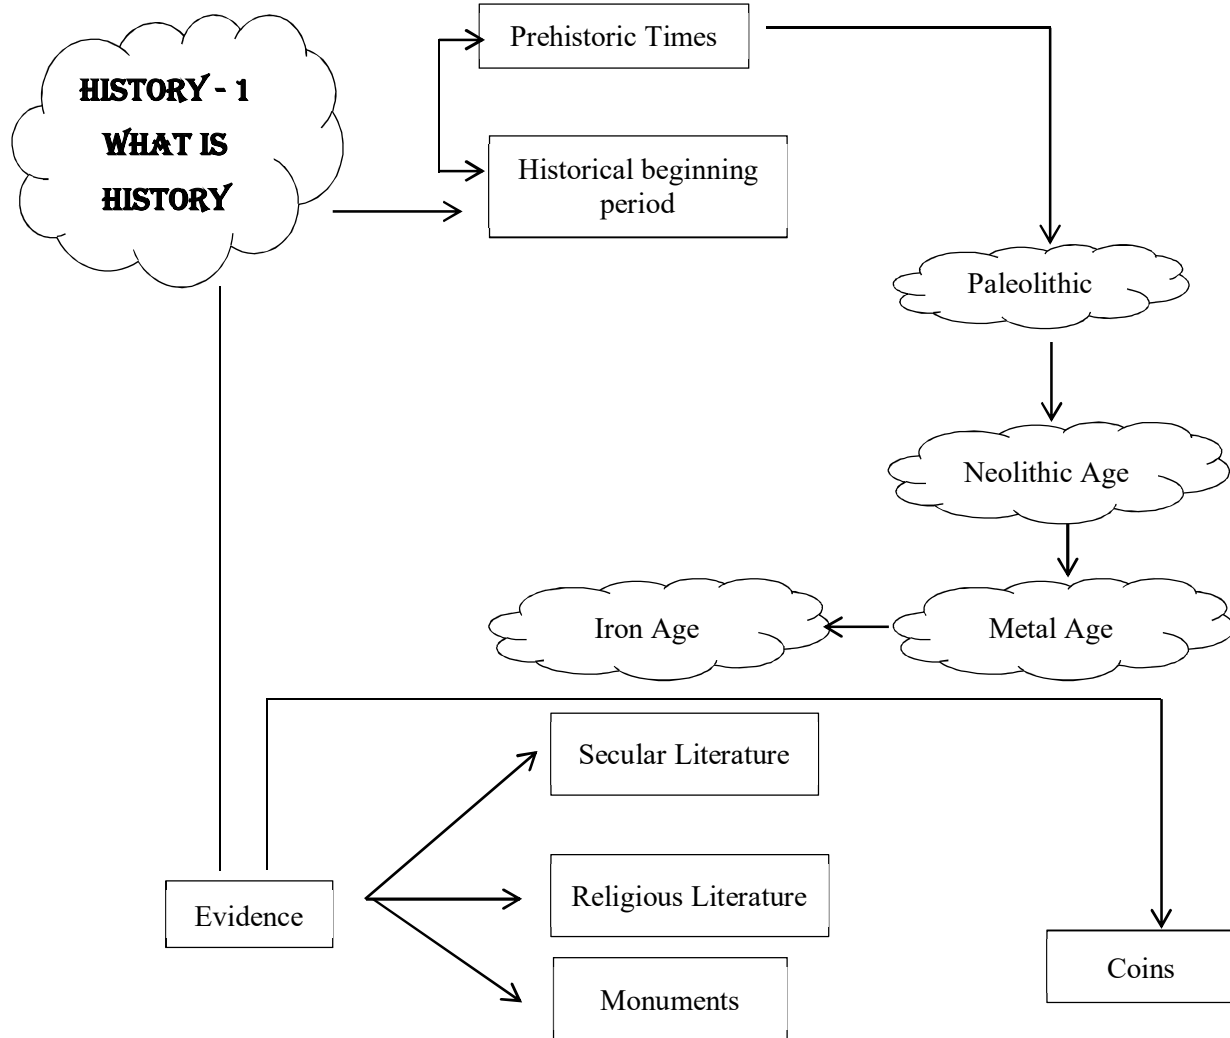 HISTORY - 1
WHAT IS
HISTORY
Prehistoric Times
Historical beginning
period
Paleolithic
Neolithic Age
Metal Age
Iron Age
Secular Literature
Religious Literature
Evidence
Monuments
Coins